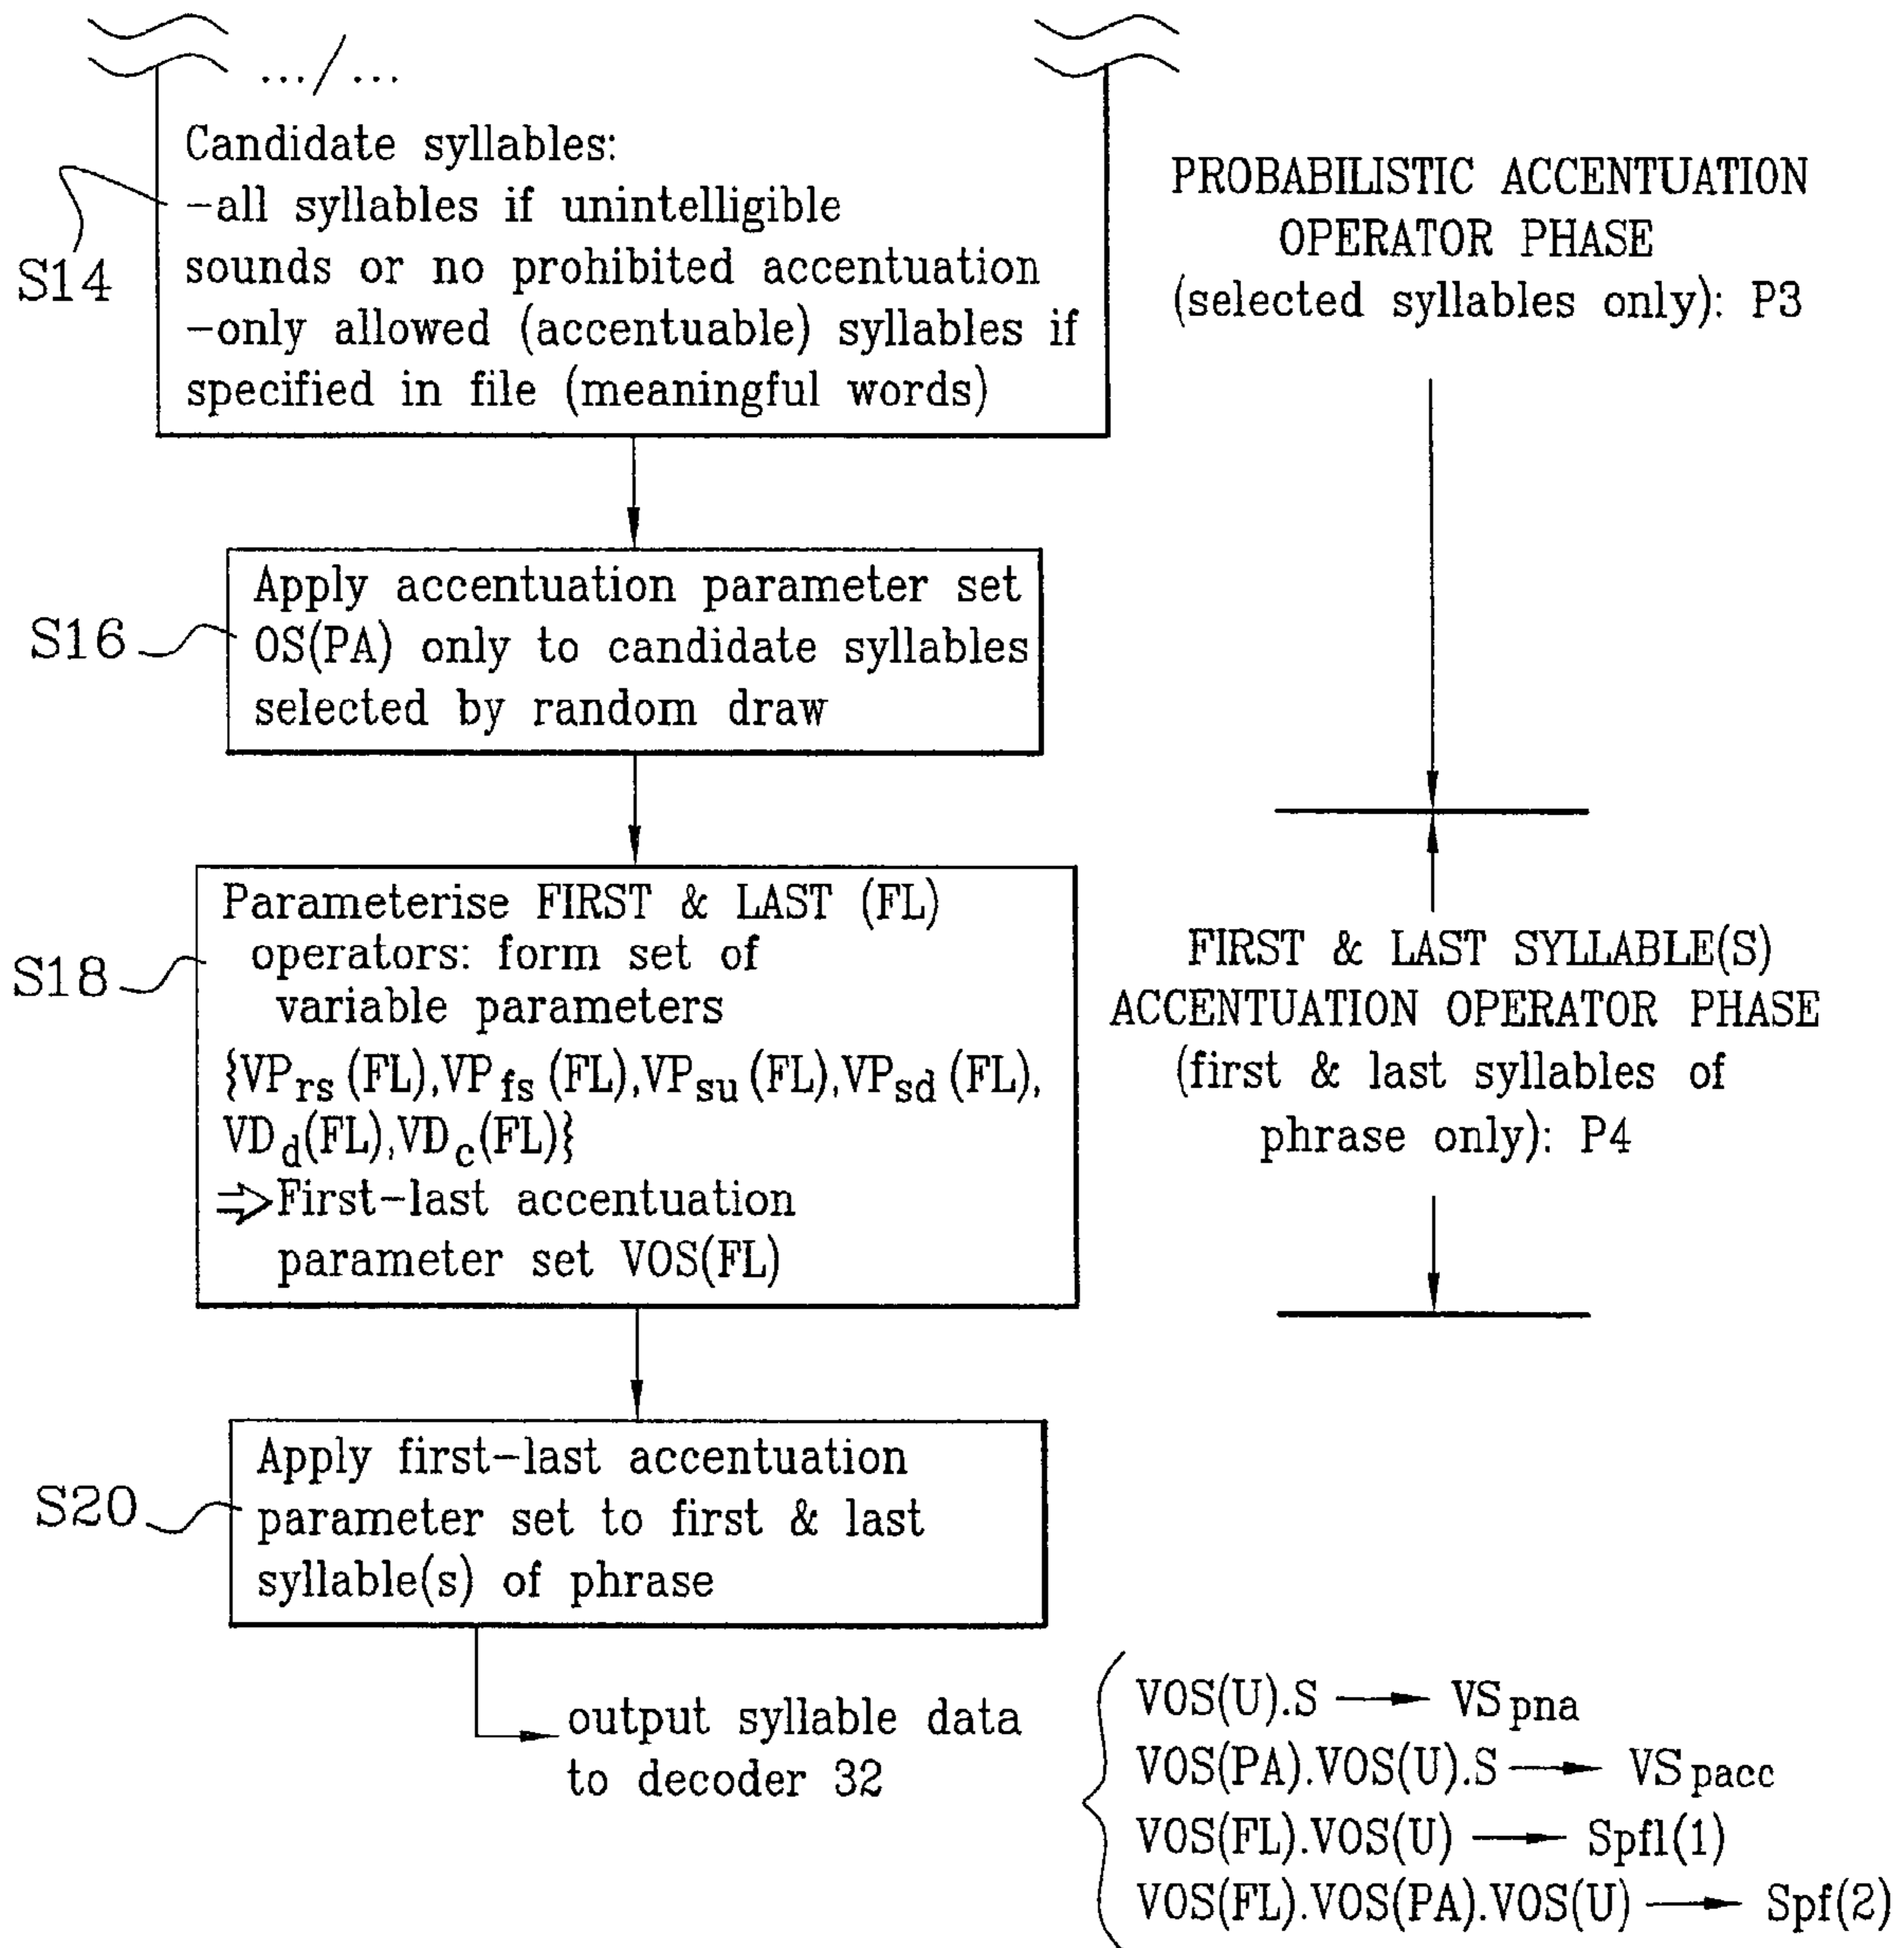 .../...
Candidate syllables:
-all syllables if unintelligible
sounds or no prohibited accentuation
-only allowed (accentuable) syllables if
specified in file (meaningful words)
S14
PROBABILISTIC ACCENTUATION
OPERATOR PHASE
(selected syllables only): P3
Apply accentuation parameter set
OS(PA) only to candidate syllables
selected by random draw
S16
Parameterise FIRST & LAST (FL)
operators: form set of
variable parameters
{VPrs (FL),VPfs (FL),VPsu (FL),VPsd (FL),
VDd(FL),VDc(FL)}
⇒First-last accentuation
parameter set VOS(FL)
S18
FIRST & LAST SYLLABLE(S)
ACCENTUATION OPERATOR PHASE
(first & last syllables of
phrase only): P4
Apply first-last accentuation
parameter set to first & last
syllable(s) of phrase
S20
output syllable data
to decoder 32
VOS(U).S → VSpna
VOS(PA).VOS(U).S → VSpacc
VOS(FL).VOS(U) → Spfl(1)
VOS(FL).VOS(PA).VOS(U) → Spf(2)